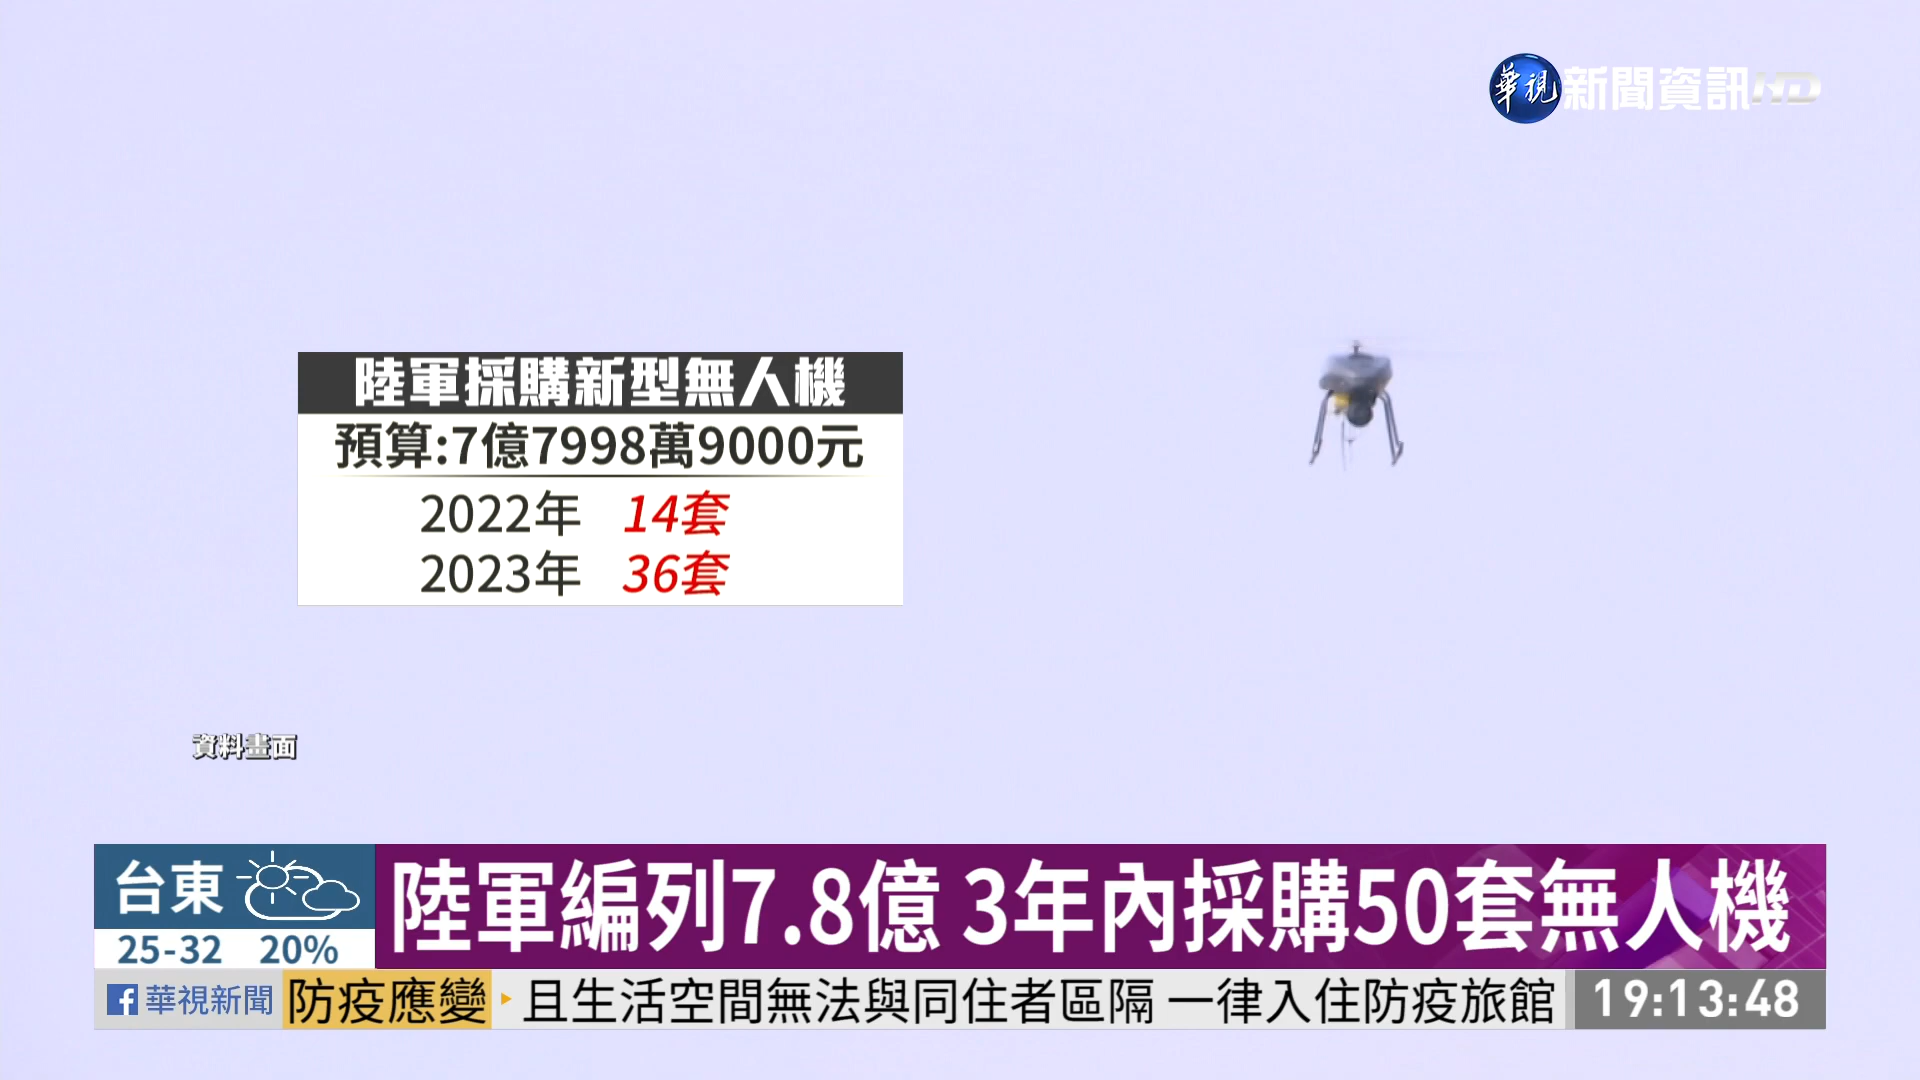 華視新聞資訊HD
陸軍採購新型無人機
預算:7億7998萬9000元
2022年 14套
2023年 36套
資料畫面
台東
25-32 20%
陸軍編列7.8億 3年內採購50套無人機
華視新聞 防疫應變 且生活空間無法與同住者區隔 一律入住防疫旅館 19:13:48